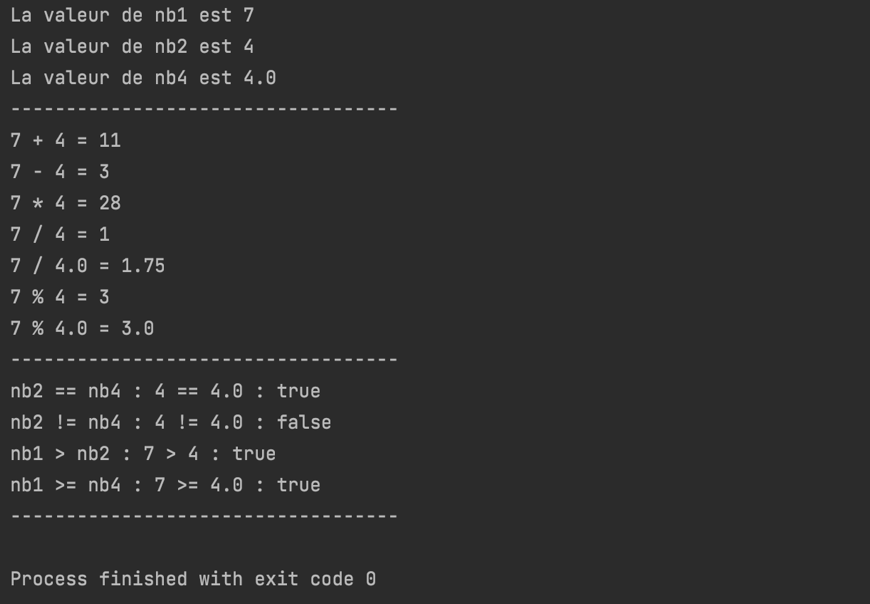 La valeur de nb1 est 7
La valeur de nb2 est 4
La valeur de nb4 est 4.0
-----------------------------------
7 + 4 = 11
7 - 4 = 3
7 * 4 = 28
7 / 4 = 1
7 / 4.0 = 1.75
7 % 4 = 3
7 % 4.0 = 3.0
-----------------------------------
nb2 == nb4 : 4 == 4.0 : true
nb2 != nb4 : 4 != 4.0 : false
nb1 > nb2 : 7 > 4 : true
nb1 >= nb4 : 7 >= 4.0 : true
-----------------------------------
Process finished with exit code 0